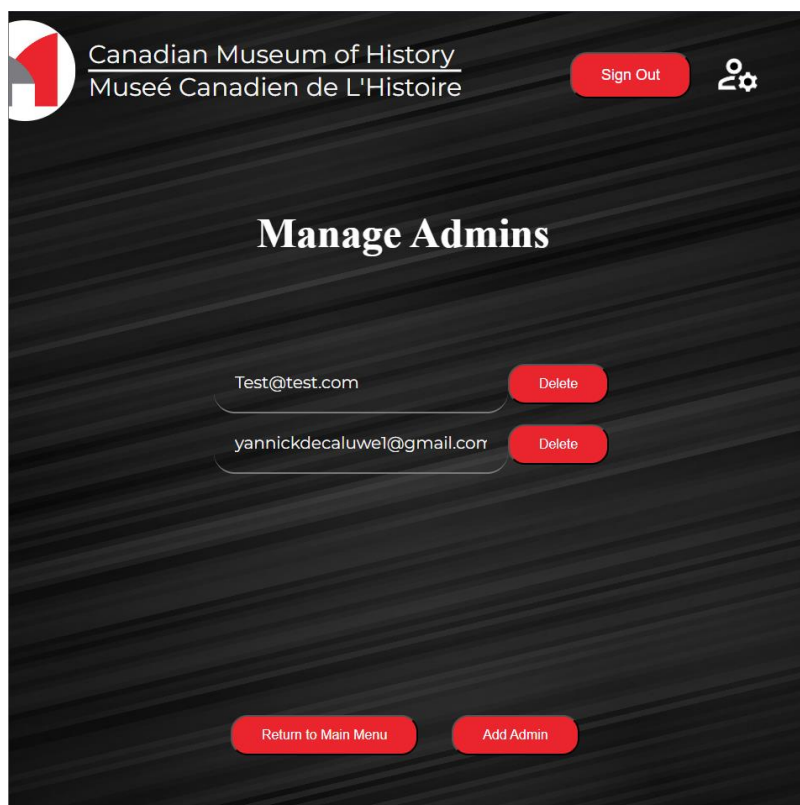 Canadian Museum of History
Museé Canadien de L'Histoire
Sign Out
Manage Admins
Test@test.com
Delete
yannickdecaluwe1@gmail.com
Delete
Return to Main Menu
Add Admin